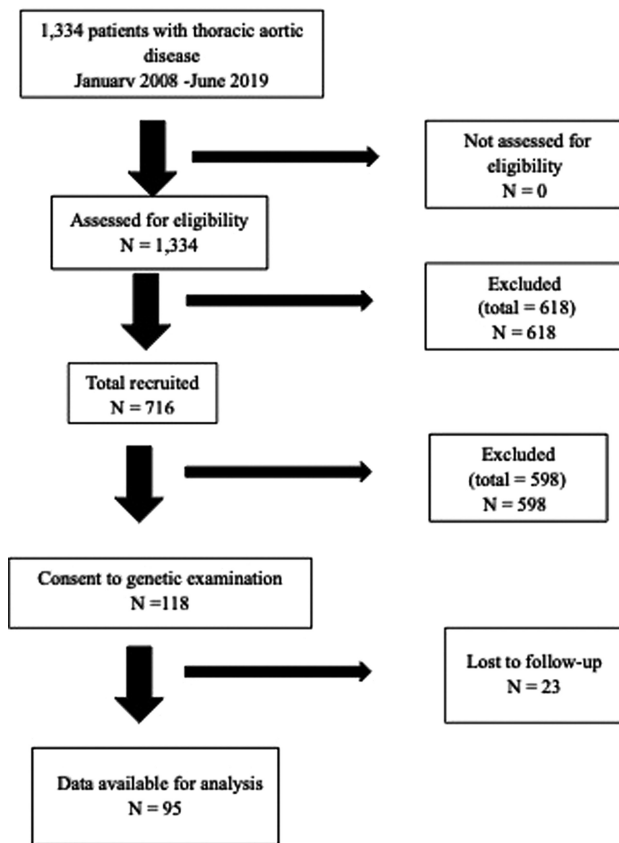 1,334 patients with thoracic aortic
disease
January 2008 -June 2019
Not assessed for
eligibility
N = 0
Assessed for eligibility
N = 1,334
Excluded
(total = 618)
N = 618
Total recruited
N = 716
Excluded
(total = 598)
N = 598
Consent to genetic examination
N =118
Lost to follow-up
N = 23
Data available for analysis
N = 95